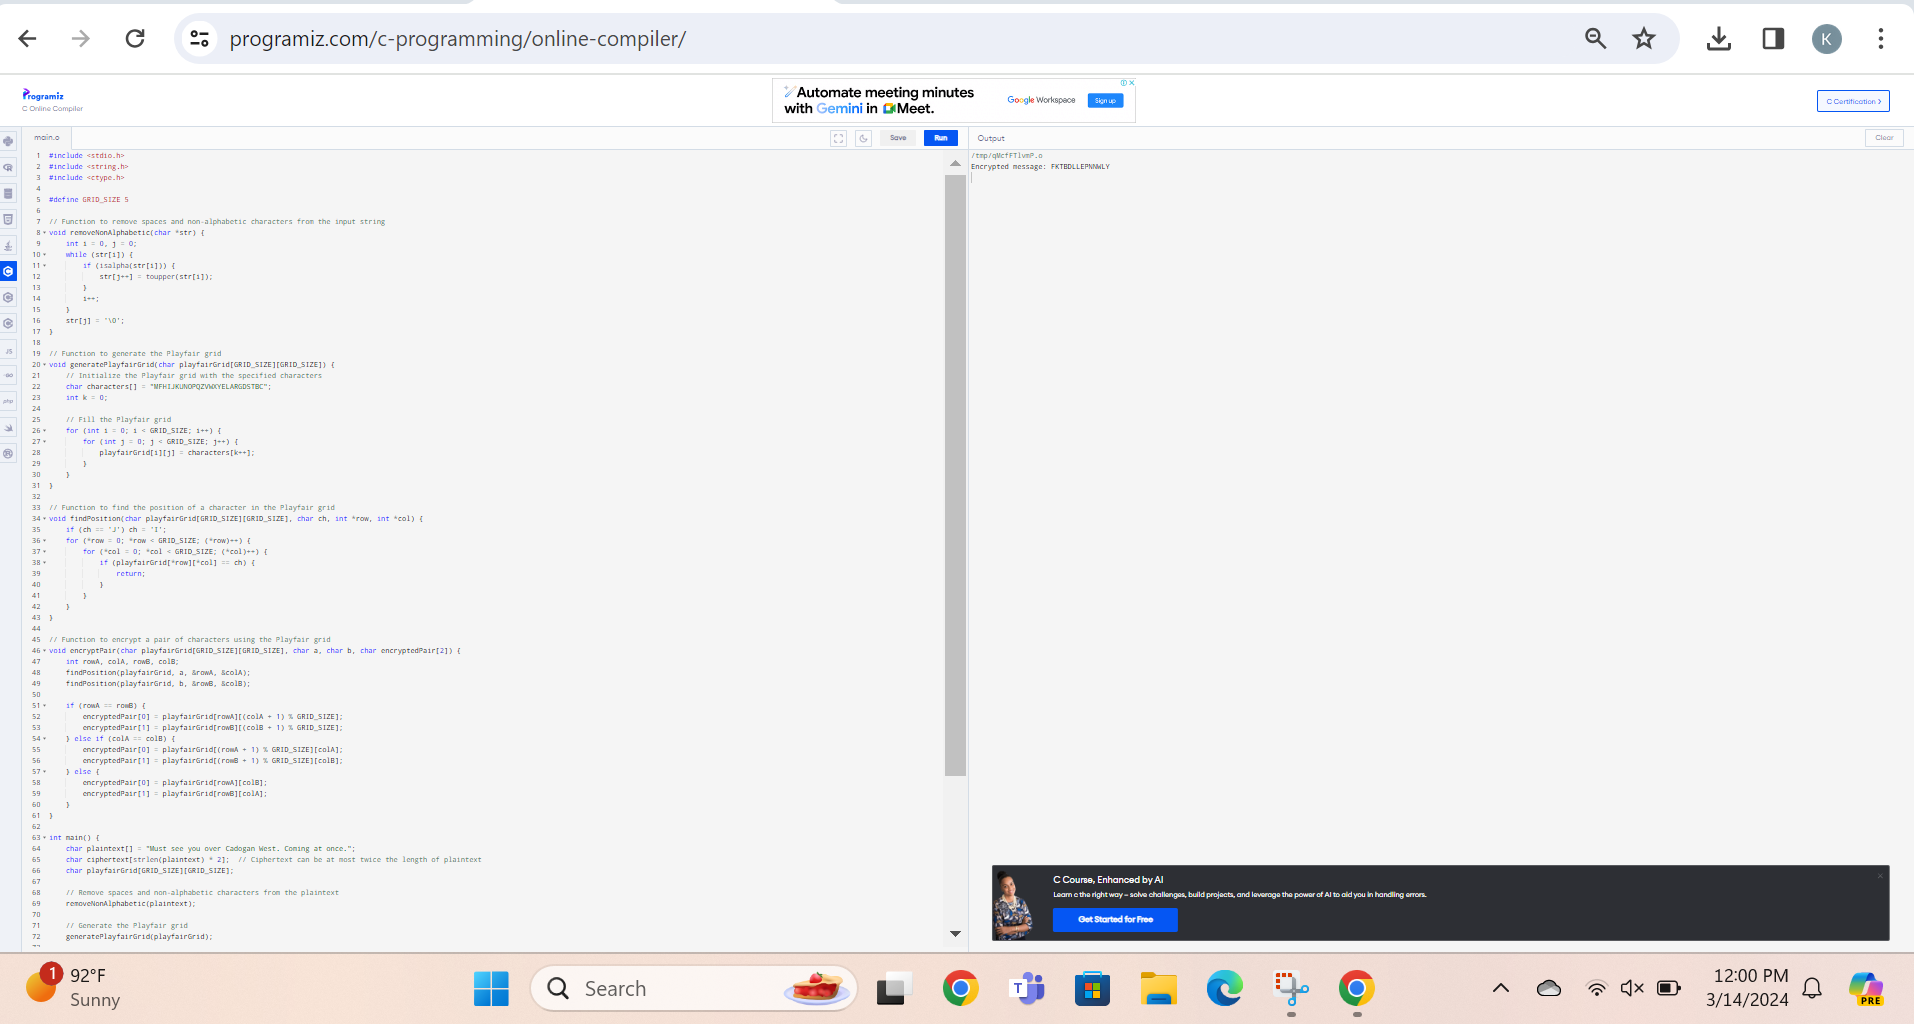 programiz.com/c-programming/online-compiler/
K
Programiz
C Online Compiler
Automate meeting minutes
with Gemini in Meet.
Google Workspace
Sign up
C Certification >
main.c
Save
Run
Output
Clear
1 #include <stdio.h>
2 #include <string.h>
3 #include <ctype.h>
4
5 #define GRID_SIZE 5
6
7 // Function to remove spaces and non-alphabetic characters from the input string
8 void removeNonAlphabetic(char *str) {
9 int i = 0, j = 0;
10 while (str[i]) {
11 if (isalpha(str[i])) {
12 str[j++] = toupper(str[i]);
13 }
14 i++;
15 }
16 str[j] = '\0';
17 }
18
19 // Function to generate the Playfair grid
20 void generatePlayfairGrid(char playfairGrid[GRID_SIZE][GRID_SIZE]) {
21 // Initialize the Playfair grid with the specified characters
22 char characters[] = "MFHIJKUNOPQZVWXYELARGDSTBC";
23 int k = 0;
24
25 // Fill the Playfair grid
26 for (int i = 0; i < GRID_SIZE; i++) {
27 for (int j = 0; j < GRID_SIZE; j++) {
28 playfairGrid[i][j] = characters[k++];
29 }
30 }
31 }
32
33 // Function to find the position of a character in the Playfair grid
34 void findPosition(char playfairGrid[GRID_SIZE][GRID_SIZE], char ch, int *row, int *col) {
35 if (ch == 'J') ch = 'I';
36 for (*row = 0; *row < GRID_SIZE; (*row)++) {
37 for (*col = 0; *col < GRID_SIZE; (*col)++) {
38 if (playfairGrid[*row][*col] == ch) {
39 return;
40 }
41 }
42 }
43 }
44
45 // Function to encrypt a pair of characters using the Playfair grid
46 void encryptPair(char playfairGrid[GRID_SIZE][GRID_SIZE], char a, char b, char encryptedPair[2]) {
47 int rowA, colA, rowB, colB;
48 findPosition(playfairGrid, a, &rowA, &colA);
49 findPosition(playfairGrid, b, &rowB, &colB);
50
51 if (rowA == rowB) {
52 encryptedPair[0] = playfairGrid[rowA][(colA + 1) % GRID_SIZE];
53 encryptedPair[1] = playfairGrid[rowB][(colB + 1) % GRID_SIZE];
54 } else if (colA == colB) {
55 encryptedPair[0] = playfairGrid[(rowA + 1) % GRID_SIZE][colA];
56 encryptedPair[1] = playfairGrid[(rowB + 1) % GRID_SIZE][colB];
57 } else {
58 encryptedPair[0] = playfairGrid[rowA][colB];
59 encryptedPair[1] = playfairGrid[rowB][colA];
60 }
61 }
62
63 int main() {
64 char plaintext[] = "Must see you over Cadogan West. Coming at once.";
65 char ciphertext[strlen(plaintext) * 2]; // Ciphertext can be at most twice the length of plaintext
66 char playfairGrid[GRID_SIZE][GRID_SIZE];
67
68 // Remove spaces and non-alphabetic characters from the plaintext
69 removeNonAlphabetic(plaintext);
70
71 // Generate the Playfair grid
72 generatePlayfairGrid(playfairGrid);
/tmp/qMcfFTlvmP.o
Encrypted message: FKTBDLLEPNNWLY
JS
GO
php
C Course, Enhanced by AI
Learn c the right way – solve challenges, build projects, and leverage the power of AI to aid you in handling errors.
Get Started for Free
1
92°F
Sunny
Search
T
12:00 PM
3/14/2024
PRE